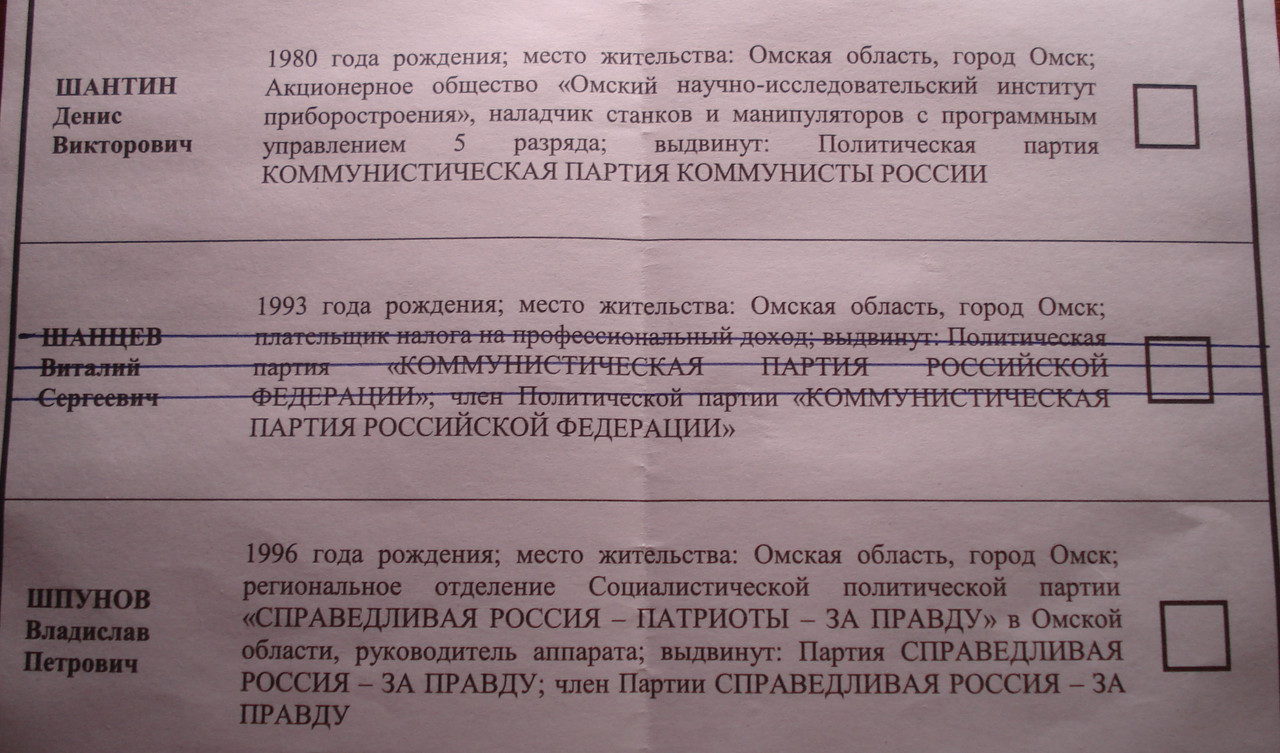 ШАНТИН
Денис
Викторович
1980 года рождения; место жительства: Омская область, город Омск;
Акционерное общество «Омский научно-исследовательский институт
приборостроения», наладчик станков и манипуляторов с программным
управлением 5 разряда; выдвинут: Политическая партия
КОММУНИСТИЧЕСКАЯ ПАРТИЯ КОММУНИСТЫ РОССИИ
ШАНЦЕВ
Виталий
Сергеевич
1993 года рождения; место жительства: Омская область, город Омск;
плательщик налога на профессиональный доход; выдвинут: Политическая
партия «КОММУНИСТИЧЕСКАЯ ПАРТИЯ РОССИЙСКОЙ
ФЕДЕРАЦИИ»; член Политической партии «КОММУНИСТИЧЕСКАЯ
ПАРТИЯ РОССИЙСКОЙ ФЕДЕРАЦИИ»
ШПУНОВ
Владислав
Петрович
1996 года рождения; место жительства: Омская область, город Омск;
региональное отделение Социалистической политической партии
«СПРАВЕДЛИВАЯ РОССИЯ – ПАТРИОТЫ – ЗА ПРАВДУ» в Омской
области, руководитель аппарата; выдвинут: Партия СПРАВЕДЛИВАЯ
РОССИЯ – ЗА ПРАВДУ; член Партии СПРАВЕДЛИВАЯ РОССИЯ – ЗА
ПРАВДУ